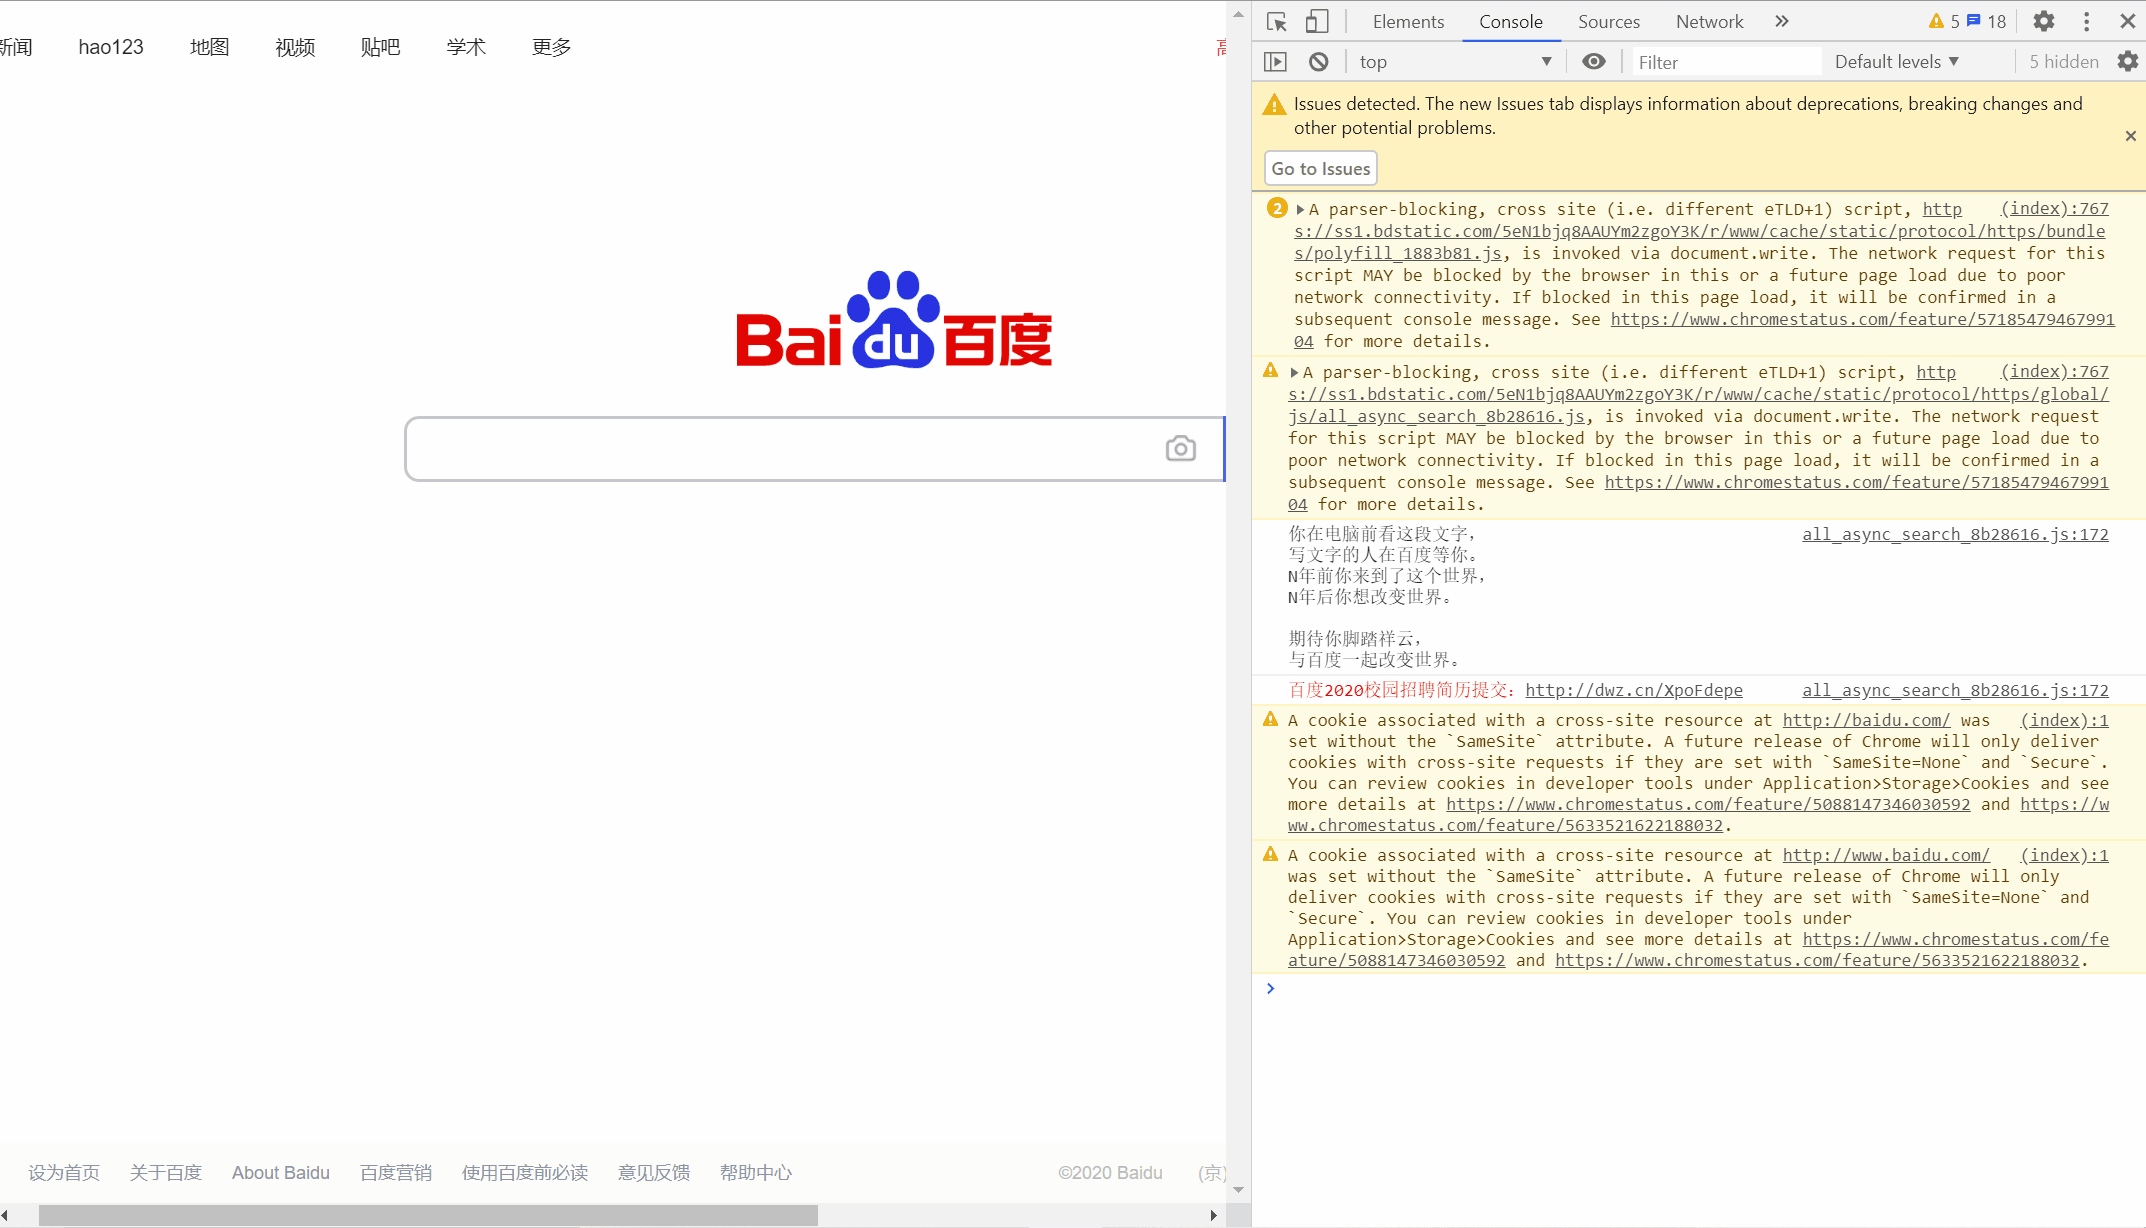 新闻 hao123 地图 视频 贴吧 学术 更多
Bai du 百度
设为首页 关于百度 About Baidu 百度营销 使用百度前必读 意见反馈 帮助中心 ©2020 Baidu (京)
Elements Console Sources Network 5 18
top Filter Default levels 5 hidden
Issues detected. The new Issues tab displays information about deprecations, breaking changes and
other potential problems.
Go to Issues
2 A parser-blocking, cross site (i.e. different eTLD+1) script, http (index):767
s://ss1.bdstatic.com/5eN1bjq8AAUYm2zgoY3K/r/www/cache/static/protocol/https/bundle
s/polyfill_1883b81.js, is invoked via document.write. The network request for this
script MAY be blocked by the browser in this or a future page load due to poor
network connectivity. If blocked in this page load, it will be confirmed in a
subsequent console message. See https://www.chromestatus.com/feature/57185479467991
04 for more details.
A parser-blocking, cross site (i.e. different eTLD+1) script, http (index):767
s://ss1.bdstatic.com/5eN1bjq8AAUYm2zgoY3K/r/www/cache/static/protocol/https/global/
js/all_async_search_8b28616.js, is invoked via document.write. The network request
for this script MAY be blocked by the browser in this or a future page load due to
poor network connectivity. If blocked in this page load, it will be confirmed in a
subsequent console message. See https://www.chromestatus.com/feature/57185479467991
04 for more details.
你在电脑前看这段文字, all_async_search_8b28616.js:172
写文字的人在百度等你。
N年前你来到了这个世界,
N年后你想改变世界。
期待你脚踏祥云,
与百度一起改变世界。
百度2020校园招聘简历提交：http://dwz.cn/XpoFdepe all_async_search_8b28616.js:172
A cookie associated with a cross-site resource at http://baidu.com/ was (index):1
set without the `SameSite` attribute. A future release of Chrome will only deliver
cookies with cross-site requests if they are set with `SameSite=None` and `Secure`.
You can review cookies in developer tools under Application>Storage>Cookies and see
more details at https://www.chromestatus.com/feature/5088147346030592 and https://w
ww.chromestatus.com/feature/5633521622188032.
A cookie associated with a cross-site resource at http://www.baidu.com/ (index):1
was set without the `SameSite` attribute. A future release of Chrome will only
deliver cookies with cross-site requests if they are set with `SameSite=None` and
`Secure`. You can review cookies in developer tools under
Application>Storage>Cookies and see more details at https://www.chromestatus.com/fe
ature/5088147346030592 and https://www.chromestatus.com/feature/5633521622188032.